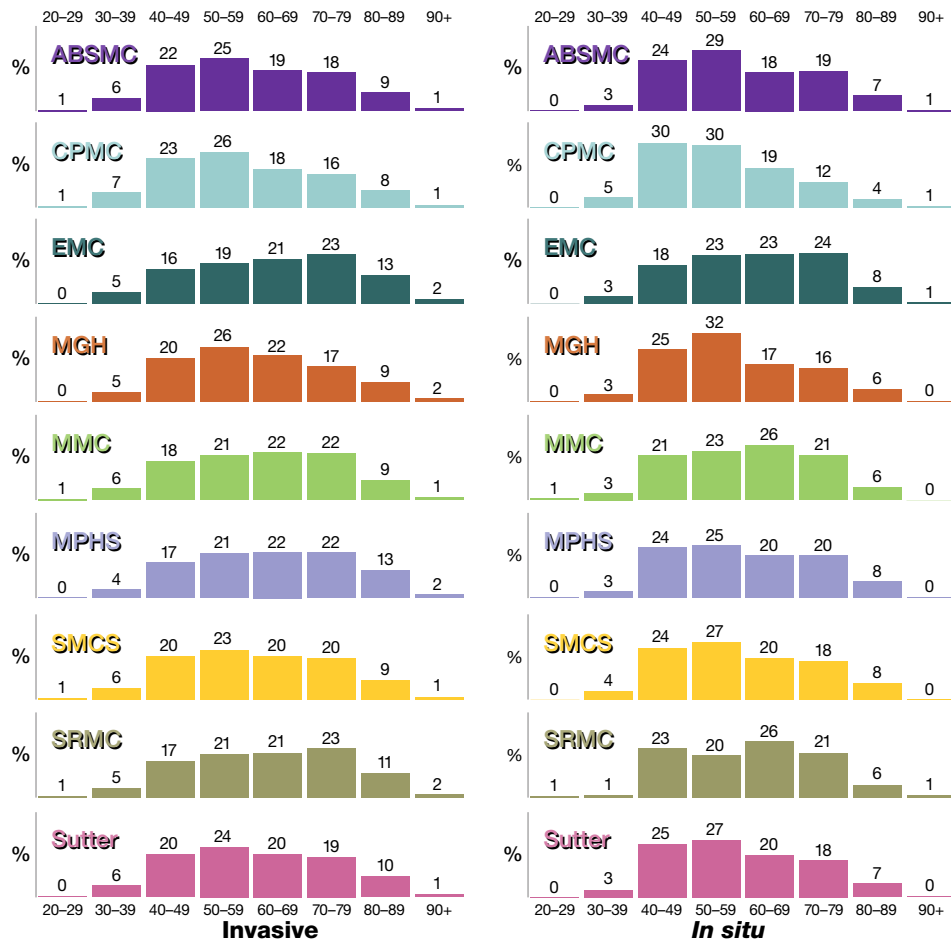 20–29 30–39 40–49 50–59 60–69 70–79 80–89 90+
% ABSMC 1 6 22 25 19 18 9 1
% CPMC 1 7 23 26 18 16 8 1
% EMC 0 5 16 19 21 23 13 2
% MGH 0 5 20 26 22 17 9 2
% MMC 1 6 18 21 22 22 9 1
% MPHS 0 4 17 21 22 22 13 2
% SMCS 1 6 20 23 20 20 9 1
% SRMC 1 5 17 21 21 23 11 2
% Sutter 0 6 20 24 20 19 10 1
20–29 30–39 40–49 50–59 60–69 70–79 80–89 90+
Invasive
20–29 30–39 40–49 50–59 60–69 70–79 80–89 90+
% ABSMC 0 3 24 29 18 19 7 1
% CPMC 0 5 30 30 19 12 4 1
% EMC 0 3 18 23 23 24 8 1
% MGH 0 3 25 32 17 16 6 0
% MMC 1 3 21 23 26 21 6 0
% MPHS 0 3 24 25 20 20 8 0
% SMCS 0 4 24 27 20 18 8 0
% SRMC 1 1 23 20 26 21 6 1
% Sutter 0 3 25 27 20 18 7 0
20–29 30–39 40–49 50–59 60–69 70–79 80–89 90+
In situ